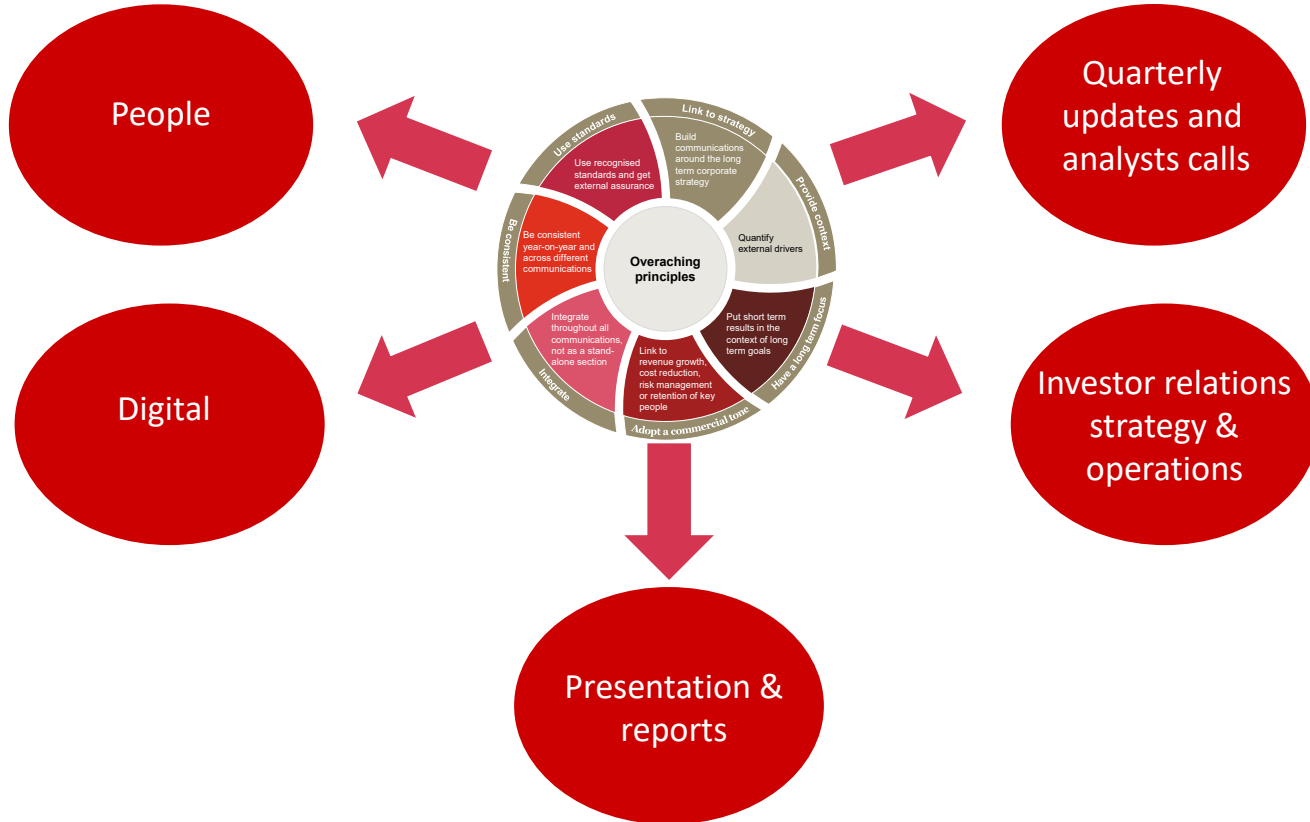 People
Quarterly
updates and
analysts calls
Digital
Investor relations
strategy &
operations
Presentation &
reports
Overaching
principles
Link to strategy
Build
communications
around the long
term corporate
strategy
Provide context
Quantify
external drivers
Have a long term focus
Put short term
results in the
context of long
term goals
Adopt a commercial tone
Link to
revenue growth,
cost reduction,
risk management
or retention of key
people
Integrate
Integrate
throughout all
communications,
not as a stand-
alone section
Be consistent
Be consistent
year-on-year and
across different
communications
Use standards
Use recognised
standards and get
external assurance